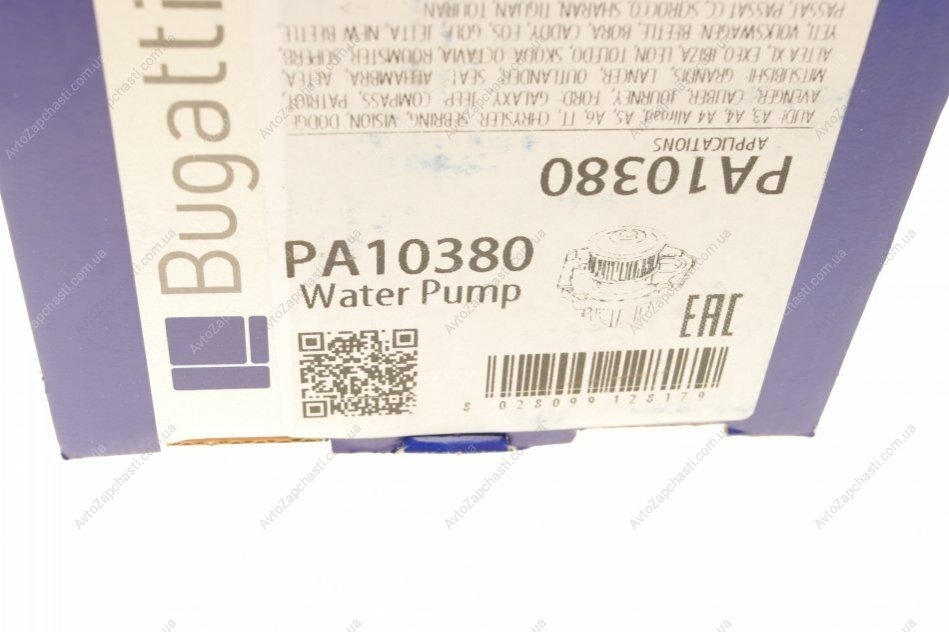 Bugatti
PASSAT, PASSAT CC, SCIROCCO, SHARAN, TIGUAN, TOURAN
YETI, VOLKSWAGEN BEETLE, BORA, CADDY, EOS, GOLF, JETTA, NEW BEETLE,
ALTEA XL, EXEO, IBIZA, LEON, TOLEDO, SKODA OCTAVIA, ROOMSTER, SUPERB,
MITSUBISHI GRANDIS, LANCER, OUTLANDER, SEAT ALHAMBRA, ALTEA,
AVENGER, CALIBER, JOURNEY, FORD GALAXY, JEEP COMPASS, PATRIOT,
AUDI A3, A4, A4 Allroad, A5, A6, TT, CHRYSLER SEBRING, VISION, DODGE
APPLICATIONS
PA10380
PA10380
Water Pump
EAC
8 028099 128179
AvtoZapchasti.com.ua